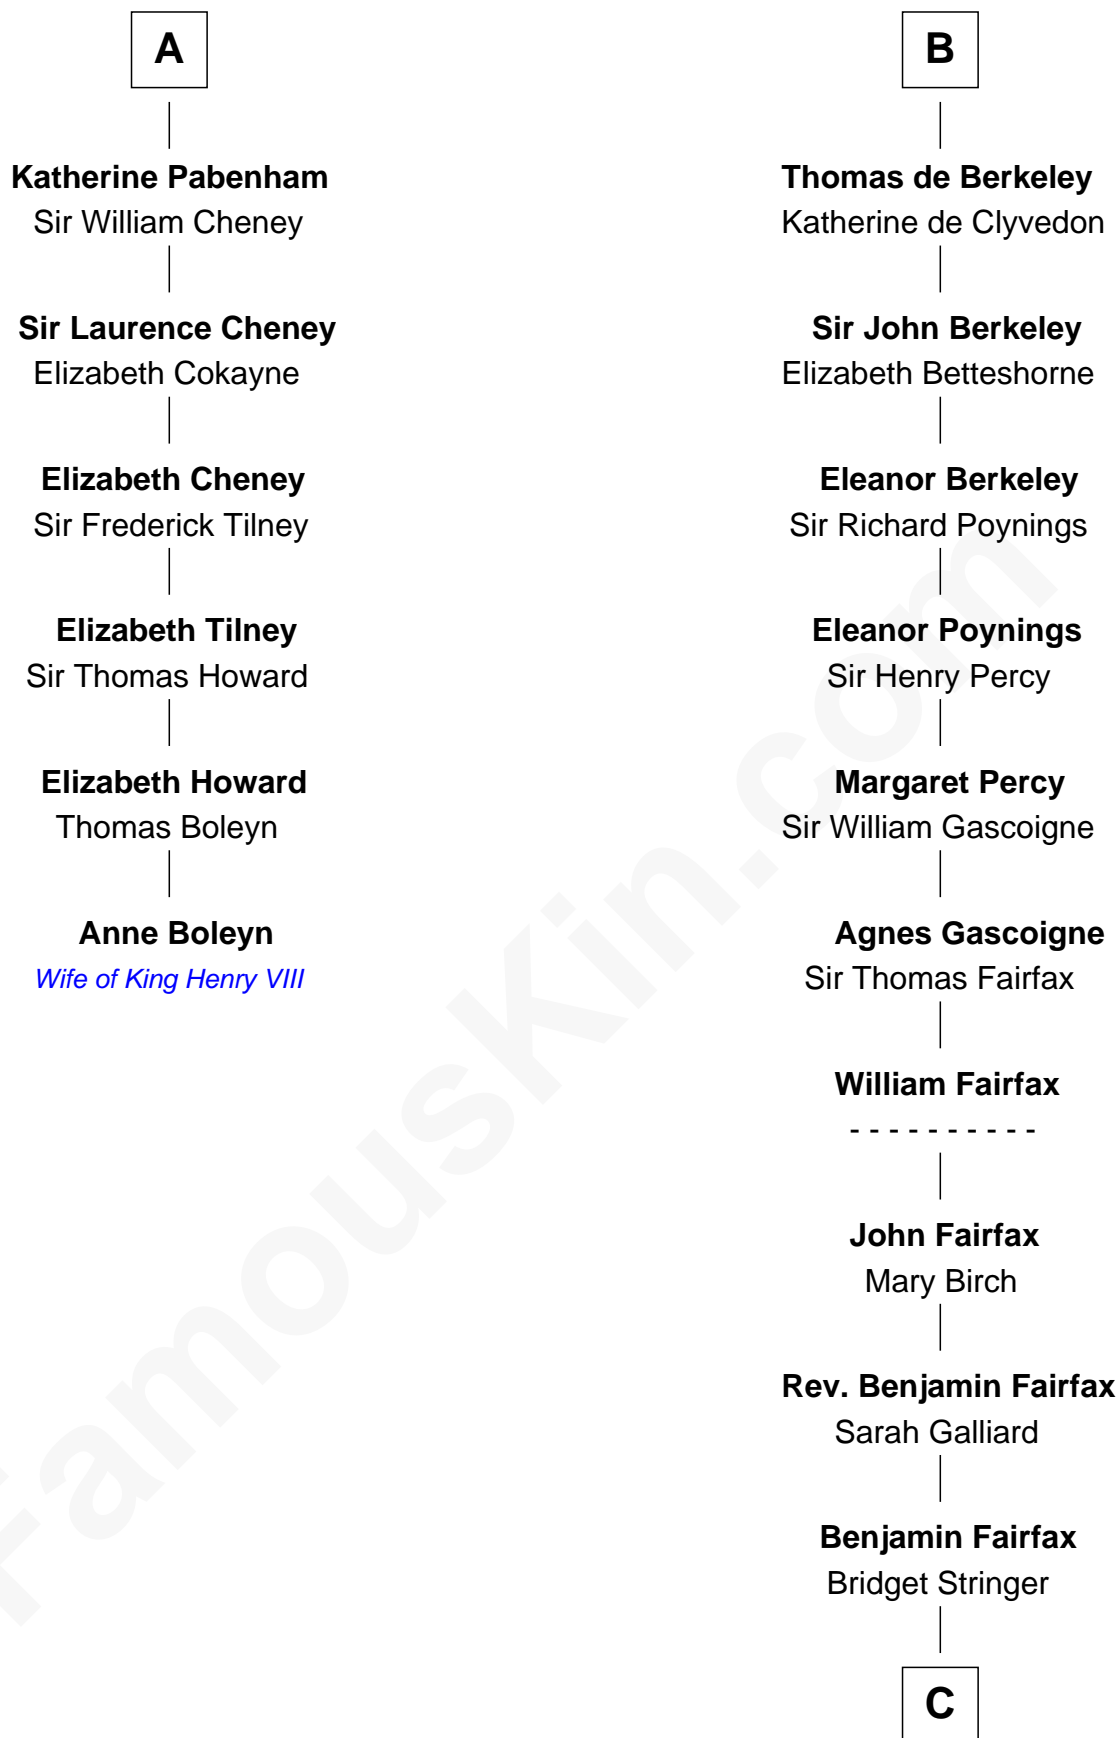 A
Katherine Pabenham
Sir William Cheney
Sir Laurence Cheney
Elizabeth Cokayne
Elizabeth Cheney
Sir Frederick Tilney
Elizabeth Tilney
Sir Thomas Howard
Elizabeth Howard
Thomas Boleyn
Anne Boleyn
Wife of King Henry VIII
B
Thomas de Berkeley
Katherine de Clyvedon
Sir John Berkeley
Elizabeth Betteshorne
Eleanor Berkeley
Sir Richard Poynings
Eleanor Poynings
Sir Henry Percy
Margaret Percy
Sir William Gascoigne
Agnes Gascoigne
Sir Thomas Fairfax
William Fairfax
- - - - - - - - - -
John Fairfax
Mary Birch
Rev. Benjamin Fairfax
Sarah Galliard
Benjamin Fairfax
Bridget Stringer
C
FamousKin.com